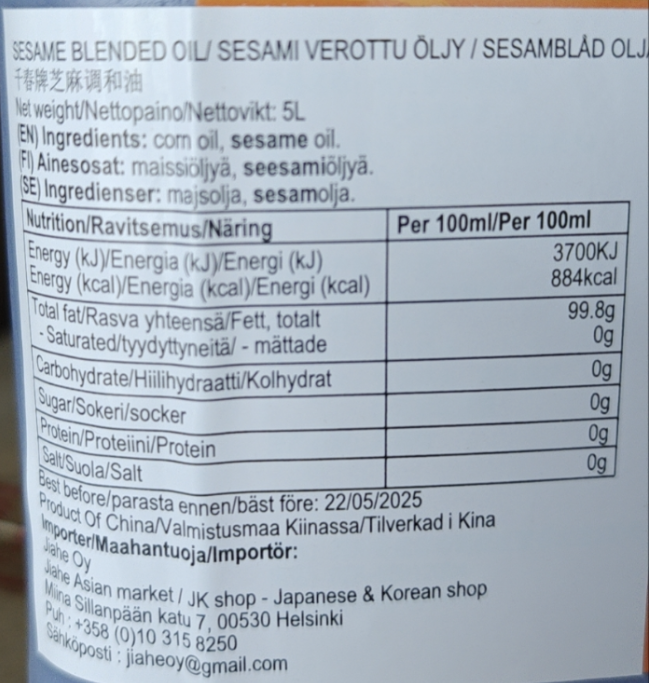 SESAME BLENDED OIL/ SESAMI VEROTTU ÖLJY / SESAMBLÅD OLJ
千春牌芝麻调和油
Net weight/Nettopaino/Nettovikt: 5L
(EN) Ingredients: corn oil, sesame oil.
(FI) Ainesosat: maissiöljyä, seesamiöljyä.
(SE) Ingredienser: majsolja, sesamolja.
Nutrition/Ravitsemus/Näring Per 100ml/Per 100ml
Energy (kJ)/Energia (kJ)/Energi (kJ) 3700KJ
Energy (kcal)/Energia (kcal)/Energi (kcal) 884kcal
Total fat/Rasva yhteensä/Fett, totalt 99.8g
- Saturated/tyydyttyneitä/ - mättade 0g
Carbohydrate/Hiilihydraatti/Kolhydrat 0g
Sugar/Sokeri/socker 0g
Protein/Proteiini/Protein 0g
Salt/Suola/Salt 0g
Best before/parasta ennen/bäst före: 22/05/2025
Product Of China/Valmistusmaa Kiinassa/Tilverkad i Kina
Importer/Maahantuoja/Importör:
Jiahe Oy
Jiahe Asian market / JK shop - Japanese & Korean shop
Miina Sillanpään katu 7, 00530 Helsinki
Puh : +358 (0)10 315 8250
Sähköposti : jiaheoy@gmail.com